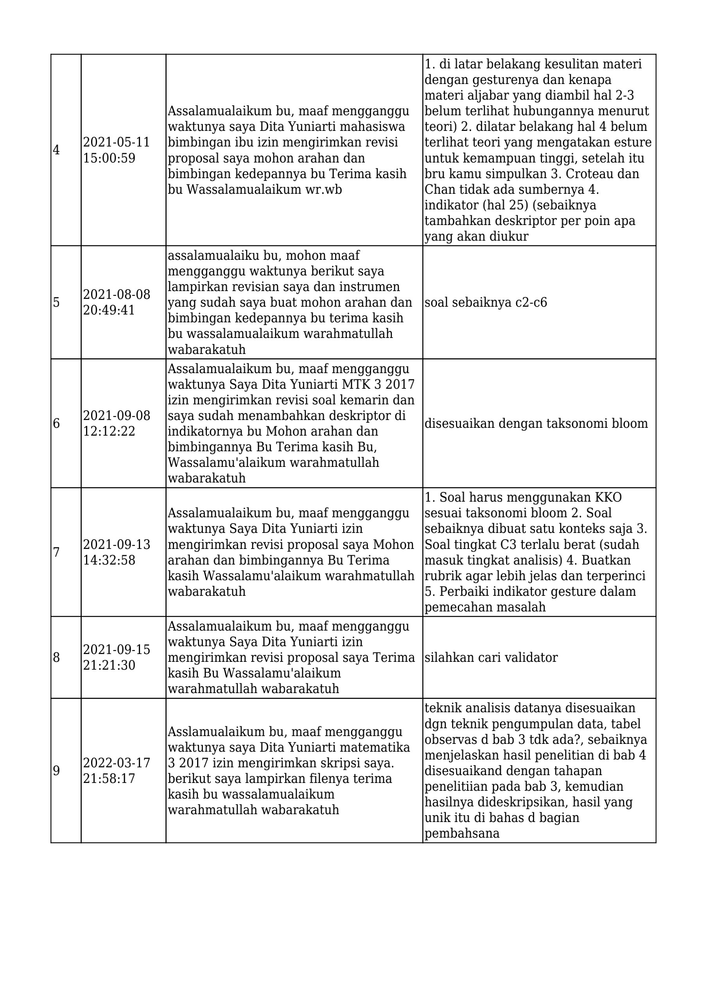 4
2021-05-11
15:00:59
Assalamualaikum bu, maaf mengganggu
waktunya saya Dita Yuniarti mahasiswa
bimbingan ibu izin mengirimkan revisi
proposal saya mohon arahan dan
bimbingan kedepannya bu Terima kasih
bu Wassalamualaikum wr.wb
1. di latar belakang kesulitan materi
dengan gesturenya dan kenapa
materi aljabar yang diambil hal 2-3
belum terlihat hubungannya menurut
teori) 2. dilatar belakang hal 4 belum
terlihat teori yang mengatakan esture
untuk kemampuan tinggi, setelah itu
bru kamu simpulkan 3. Croteau dan
Chan tidak ada sumbernya 4.
indikator (hal 25) (sebaiknya
tambahkan deskriptor per poin apa
yang akan diukur
5
2021-08-08
20:49:41
assalamualaiku bu, mohon maaf
mengganggu waktunya berikut saya
lampirkan revisian saya dan instrumen
yang sudah saya buat mohon arahan dan
bimbingan kedepannya bu terima kasih
bu wassalamualaikum warahmatullah
wabarakatuh
soal sebaiknya c2-c6
6
2021-09-08
12:12:22
Assalamualaikum bu, maaf mengganggu
waktunya Saya Dita Yuniarti MTK 3 2017
izin mengirimkan revisi soal kemarin dan
saya sudah menambahkan deskriptor di
indikatornya bu Mohon arahan dan
bimbingannya Bu Terima kasih Bu,
Wassalamu'alaikum warahmatullah
wabarakatuh
disesuaikan dengan taksonomi bloom
7
2021-09-13
14:32:58
Assalamualaikum bu, maaf mengganggu
waktunya Saya Dita Yuniarti izin
mengirimkan revisi proposal saya Mohon
arahan dan bimbingannya Bu Terima
kasih Wassalamu'alaikum warahmatullah
wabarakatuh
1. Soal harus menggunakan KKO
sesuai taksonomi bloom 2. Soal
sebaiknya dibuat satu konteks saja 3.
Soal tingkat C3 terlalu berat (sudah
masuk tingkat analisis) 4. Buatkan
rubrik agar lebih jelas dan terperinci
5. Perbaiki indikator gesture dalam
pemecahan masalah
8
2021-09-15
21:21:30
Assalamualaikum bu, maaf mengganggu
waktunya Saya Dita Yuniarti izin
mengirimkan revisi proposal saya Terima
kasih Bu Wassalamu'alaikum
warahmatullah wabarakatuh
silahkan cari validator
9
2022-03-17
21:58:17
Asslamualaikum bu, maaf mengganggu
waktunya saya Dita Yuniarti matematika
3 2017 izin mengirimkan skripsi saya.
berikut saya lampirkan filenya terima
kasih bu wassalamualaikum
warahmatullah wabarakatuh
teknik analisis datanya disesuaikan
dgn teknik pengumpulan data, tabel
observas d bab 3 tdk ada?, sebaiknya
menjelaskan hasil penelitian di bab 4
disesuaikand dengan tahapan
penelitiian pada bab 3, kemudian
hasilnya dideskripsikan, hasil yang
unik itu di bahas d bagian
pembahsana